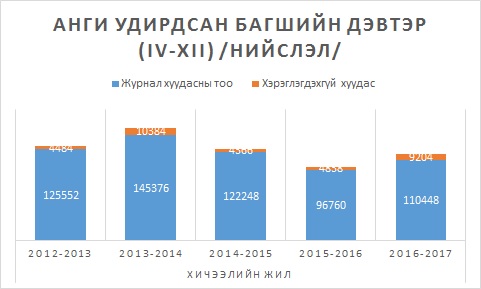 АНГИ УДИРДСАН БАГШИЙН ДЭВТЭР
(IV-XII) /НИЙСЛЭЛ/
Журнал хуудасны тоо Хэрэглэгдэхгүй хуудас
4484 10384 4366 4838 9204
125552 145376 122248 96760 110448
2012-2013 2013-2014 2014-2015 2015-2016 2016-2017
ХИЧЭЭЛИЙН ЖИЛ